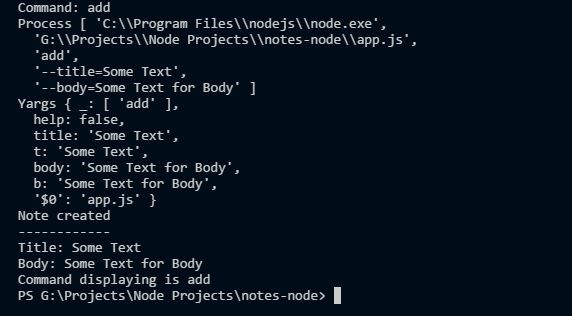 Command: add
Process [ 'C:\\Program Files\\nodejs\\node.exe',
  'G:\\Projects\\Node Projects\\notes-node\\app.js',
  'add',
  '--title=Some Text',
  '--body=Some Text for Body' ]
Yargs { _: [ 'add' ],
  help: false,
  title: 'Some Text',
  t: 'Some Text',
  body: 'Some Text for Body',
  b: 'Some Text for Body',
  '$0': 'app.js' }
Note created
------------
Title: Some Text
Body: Some Text for Body
Command displaying is add
PS G:\Projects\Node Projects\notes-node>